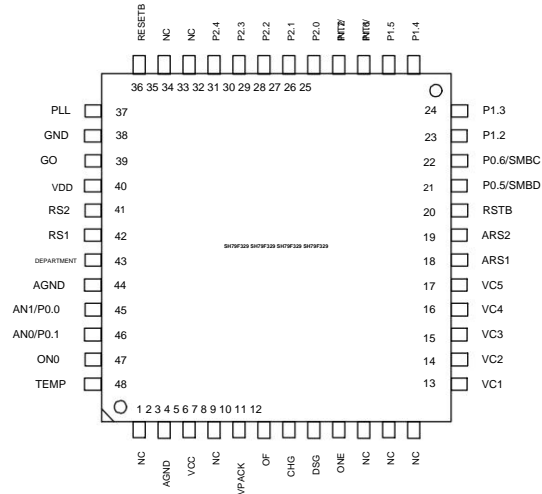 RESETB NC NC P2.4 P2.3 P2.2 P2.1 P2.0 P1.5 P1.4
36 35 34 33 32 31 30 29 28 27 26 25
PLL 37 24 P1.3
GND 38 23 P1.2
GO 39 22 P0.6/SMBC
VDD 40 21 P0.5/SMBD
RS2 41 20 RSTB
RS1 42 19 ARS2
SH79F329 SH79F329 SH79F329 SH79F329
DEPARTMENT 43 18 ARS1
AGND 44 17 VC5
AN1/P0.0 45 16 VC4
AN0/P0.1 46 15 VC3
ON0 47 14 VC2
TEMP 48 13 VC1
1 2 3 4 5 6 7 8 9 10 11 12
NC AGND VCC NC VPACK OF CHG DSG ONE NC NC NC